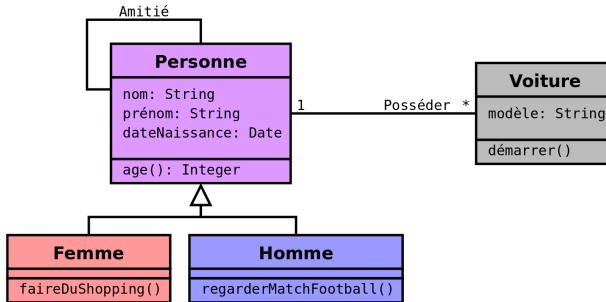 Amitié
Personne
nom: String
prénom: String
dateNaissance: Date
age(): Integer
1
Posséder *
Voiture
modèle: String
démarrer()
Femme
faireDuShopping()
Homme
regarderMatchFootball()